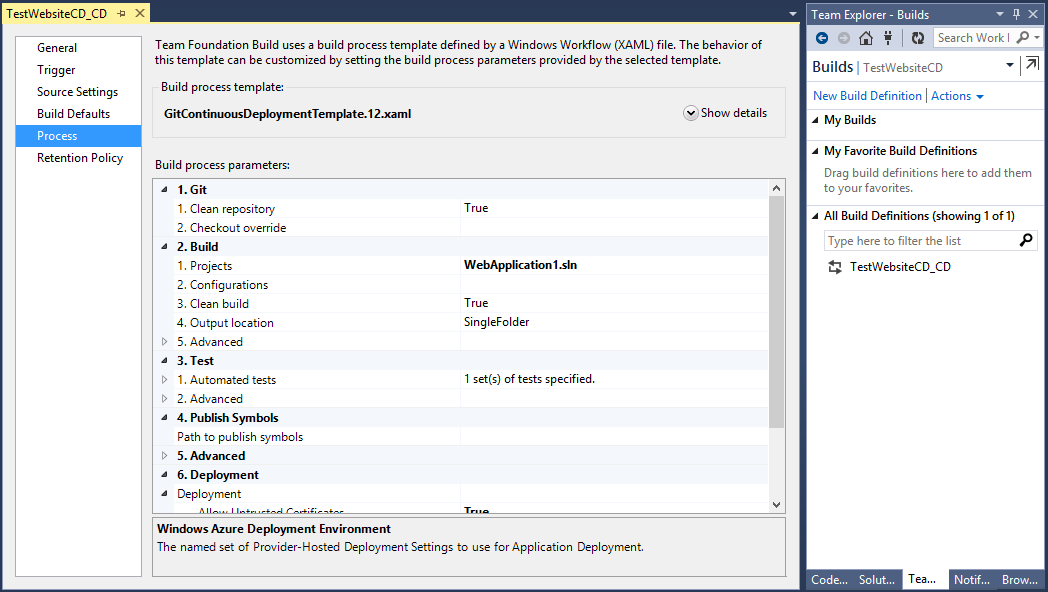 TestWebsiteCD_CD
General
Trigger
Source Settings
Build Defaults
Process
Retention Policy
Team Foundation Build uses a build process template defined by a Windows Workflow (XAML) file. The behavior of
this template can be customized by setting the build process parameters provided by the selected template.
Build process template:
GitContinuousDeploymentTemplate.12.xaml
Show details
Build process parameters:
1. Git
1. Clean repository True
2. Checkout override
2. Build
1. Projects WebApplication1.sln
2. Configurations
3. Clean build True
4. Output location SingleFolder
5. Advanced
3. Test
1. Automated tests 1 set(s) of tests specified.
2. Advanced
4. Publish Symbols
Path to publish symbols
5. Advanced
6. Deployment
Deployment
Allow Untrusted Certificates True
Windows Azure Deployment Environment
The named set of Provider-Hosted Deployment Settings to use for Application Deployment.
Team Explorer - Builds
Search Work I
Builds | TestWebsiteCD
New Build Definition | Actions
My Builds
My Favorite Build Definitions
Drag build definitions here to add them
to your favorites.
All Build Definitions (showing 1 of 1)
Type here to filter the list
TestWebsiteCD_CD
Code... Solut... Tea... Notif... Brow...